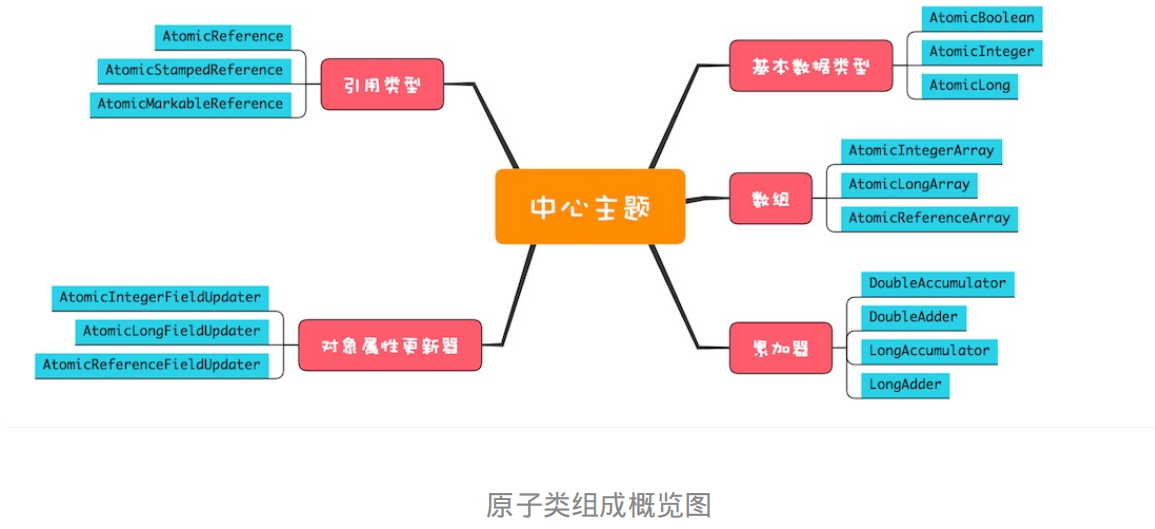 AtomicReference
AtomicStampedReference
AtomicMarkableReference
引用类型
AtomicIntegerFieldUpdater
AtomicLongFieldUpdater
AtomicReferenceFieldUpdater
对象属性更新器
中心主题
基本数据类型
AtomicBoolean
AtomicInteger
AtomicLong
数组
AtomicIntegerArray
AtomicLongArray
AtomicReferenceArray
累加器
DoubleAccumulator
DoubleAdder
LongAccumulator
LongAdder
原子类组成概览图